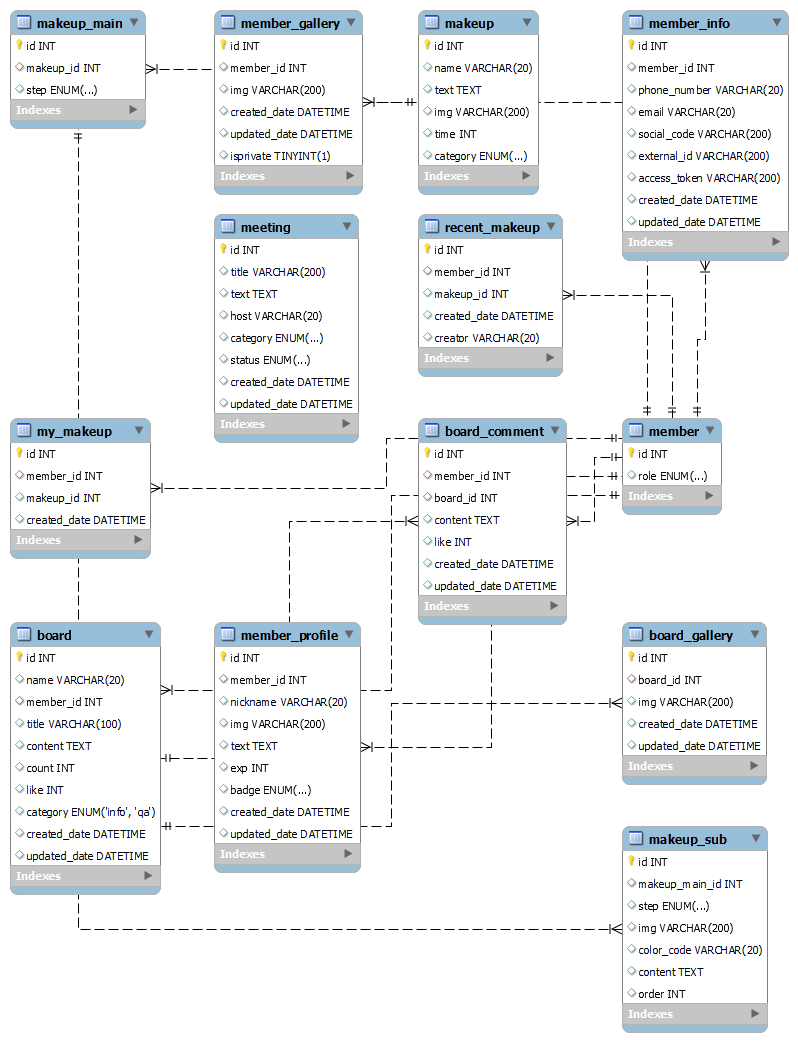 makeup_main
id INT
makeup_id INT
step ENUM(...)
Indexes
member_gallery
id INT
member_id INT
img VARCHAR(200)
created_date DATETIME
updated_date DATETIME
isprivate TINYINT(1)
Indexes
makeup
id INT
name VARCHAR(20)
text TEXT
img VARCHAR(200)
time INT
category ENUM(...)
Indexes
member_info
id INT
member_id INT
phone_number VARCHAR(20)
email VARCHAR(20)
social_code VARCHAR(200)
external_id VARCHAR(200)
access_token VARCHAR(200)
created_date DATETIME
updated_date DATETIME
Indexes
meeting
id INT
title VARCHAR(200)
text TEXT
host VARCHAR(20)
category ENUM(...)
status ENUM(...)
created_date DATETIME
updated_date DATETIME
Indexes
recent_makeup
id INT
member_id INT
makeup_id INT
created_date DATETIME
creator VARCHAR(20)
Indexes
my_makeup
id INT
member_id INT
makeup_id INT
created_date DATETIME
Indexes
board_comment
id INT
member_id INT
board_id INT
content TEXT
like INT
created_date DATETIME
updated_date DATETIME
Indexes
member
id INT
role ENUM(...)
Indexes
board
id INT
name VARCHAR(20)
member_id INT
title VARCHAR(100)
content TEXT
count INT
like INT
category ENUM('info', 'qa')
created_date DATETIME
updated_date DATETIME
Indexes
member_profile
id INT
member_id INT
nickname VARCHAR(20)
img VARCHAR(200)
text TEXT
exp INT
badge ENUM(...)
created_date DATETIME
updated_date DATETIME
Indexes
board_gallery
id INT
board_id INT
img VARCHAR(200)
created_date DATETIME
updated_date DATETIME
Indexes
makeup_sub
id INT
makeup_main_id INT
step ENUM(...)
img VARCHAR(200)
color_code VARCHAR(20)
content TEXT
order INT
Indexes